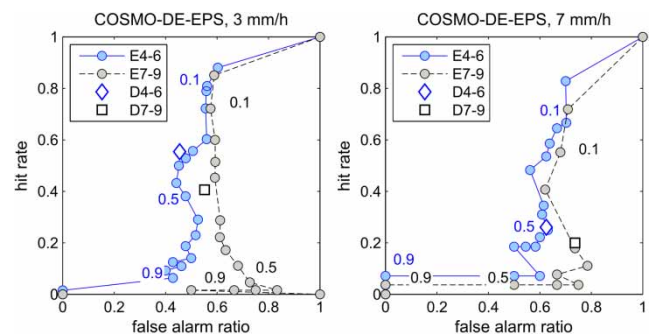 COSMO-DE-EPS, 3 mm/h
1
0.8
0.6
0.4
0.2
0
hit rate
E4-6
E7-9
D4-6
D7-9
0.1
0.1
0.5
0.5
0.9
0.9
0 0.2 0.4 0.6 0.8 1
false alarm ratio
COSMO-DE-EPS, 7 mm/h
1
0.8
0.6
0.4
0.2
0
hit rate
E4-6
E7-9
D4-6
D7-9
0.1
0.1
0.5
0.9
0.9
0.5
0 0.2 0.4 0.6 0.8 1
false alarm ratio